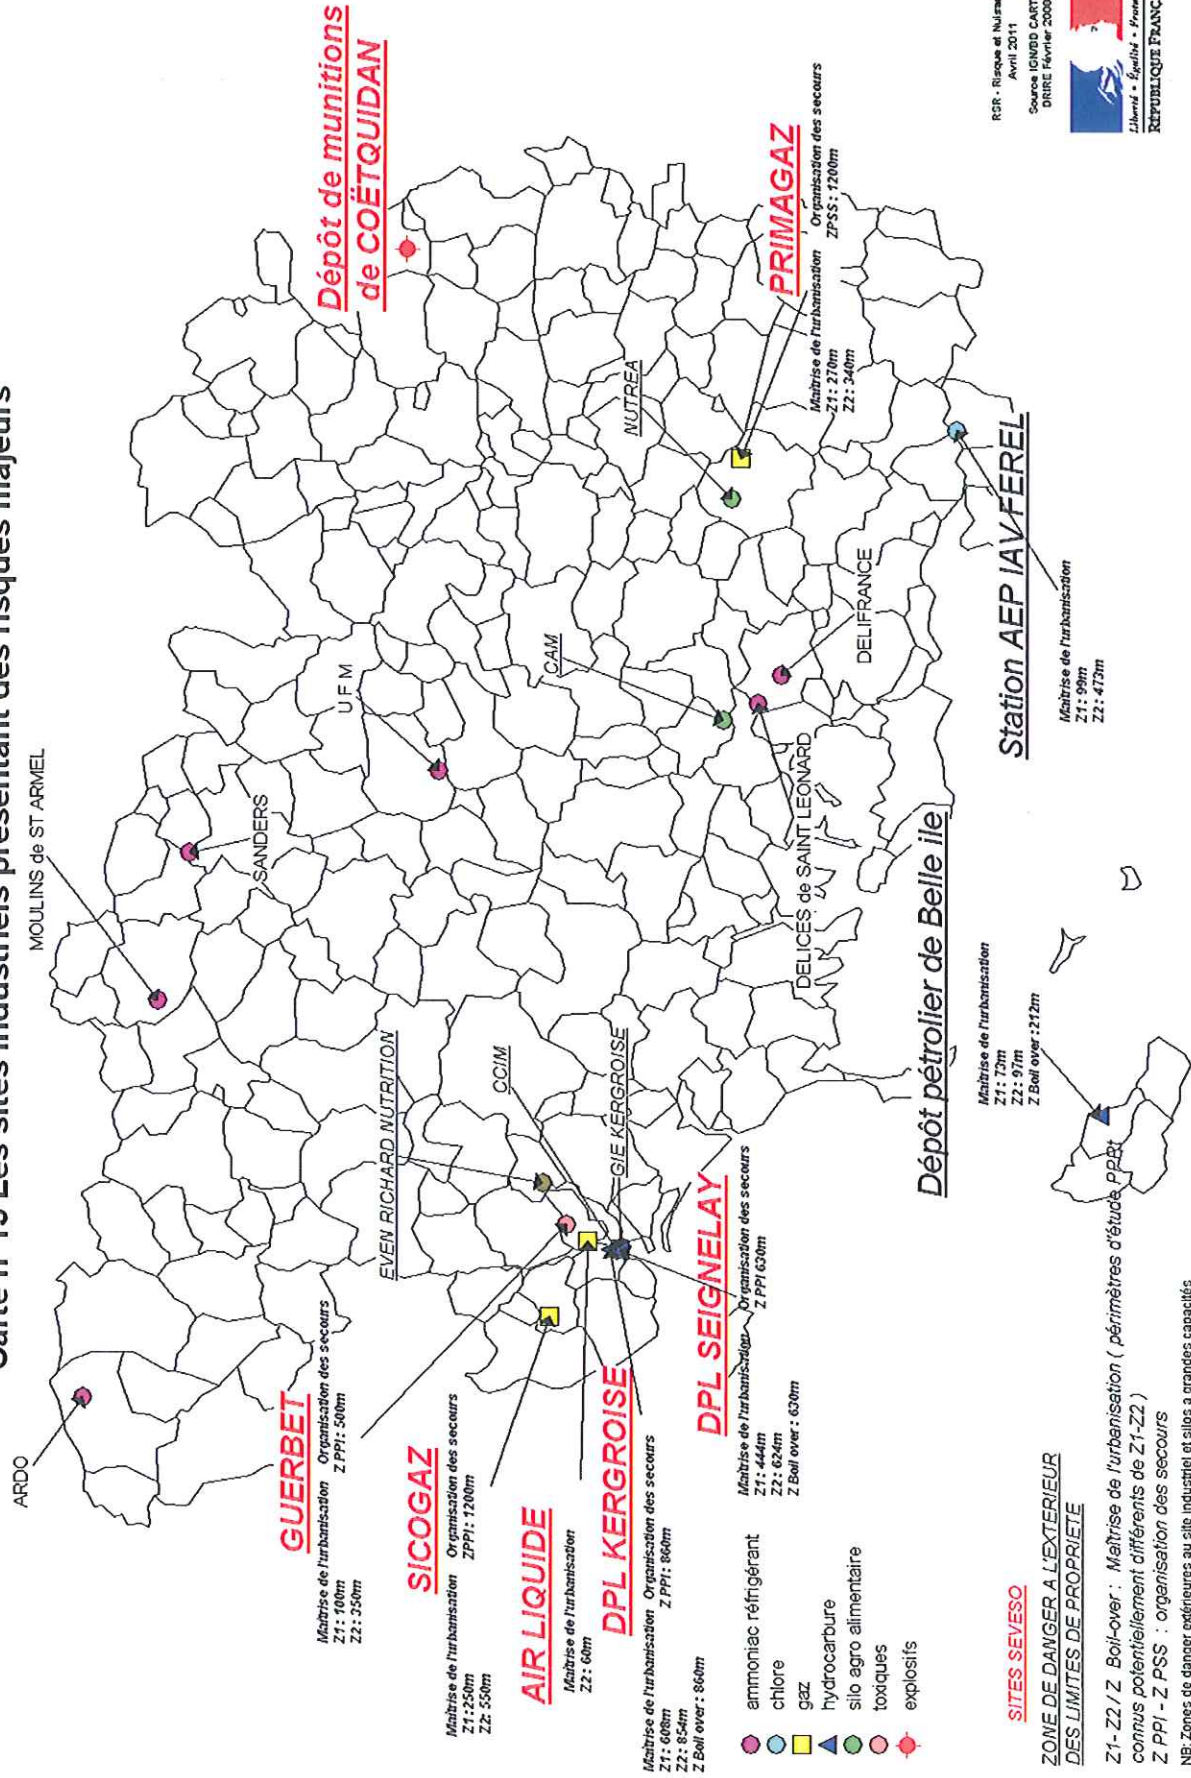 Carte n° 15 Les sites industriels présentant des risques majeurs
ARDO
MOULINS de ST ARMEL
SANDERS
U F M
Dépôt de munitions
de COËTQUIDAN
GUERBET
Maîtrise de l'urbanisation Organisation des secours
Z1: 100m Z PPI: 500m
Z2: 350m
EVEN RICHARD NUTRITION
CCIM
GIE KERGROISE
CAM
NUTREA
PRIMAGAZ
Maîtrise de l'urbanisation Organisation des secours
Z1: 270m ZPSS: 1200m
Z2: 340m
SICOGAZ
Maîtrise de l'urbanisation Organisation des secours
Z1:250m ZPPI: 1200m
Z2: 550m
AIR LIQUIDE
Maîtrise de l'urbanisation
Z2: 60m
DPL KERGROISE
Maîtrise de l'urbanisation Organisation des secours
Z1: 608m Z PPI: 860m
Z2: 854m
Z Boil over: 860m
DPL SEIGNELAY
Maîtrise de l'urbanisation Organisation des secours
Z1: 444m Z PPI 630m
Z2: 624m
Z Boil over: 630m
DELICES de SAINT LEONARD
DELIFRANCE
Dépôt pétrolier de Belle ile
Maîtrise de l'urbanisation
Z1: 73m
Z2: 97m
Z Boil over:212m
Station AEP IAV-FEREL
Maîtrise de l'urbanisation
Z1: 99m
Z2: 473m
ammoniac réfrigérant
chlore
gaz
hydrocarbure
silo agro alimentaire
toxiques
explosifs
SITES SEVESO
ZONE DE DANGER A L'EXTERIEUR
DES LIMITES DE PROPRIETE
Z1- Z2 / Z Boil-over : Maîtrise de l'urbanisation ( périmètres d'étude PPRt
connus potentiellement différents de Z1-Z2 )
Z PPI - Z PSS : organisation des secours
NB: Zones de danger extérieures au site industriel et silos a grandes capacités
RSR - Risque et Nuisa
Avril 2011
Source IGN/BD CART
DRIRE Février 2000
Liberté • Égalité • Frate
RÉPUBLIQUE FRANÇ